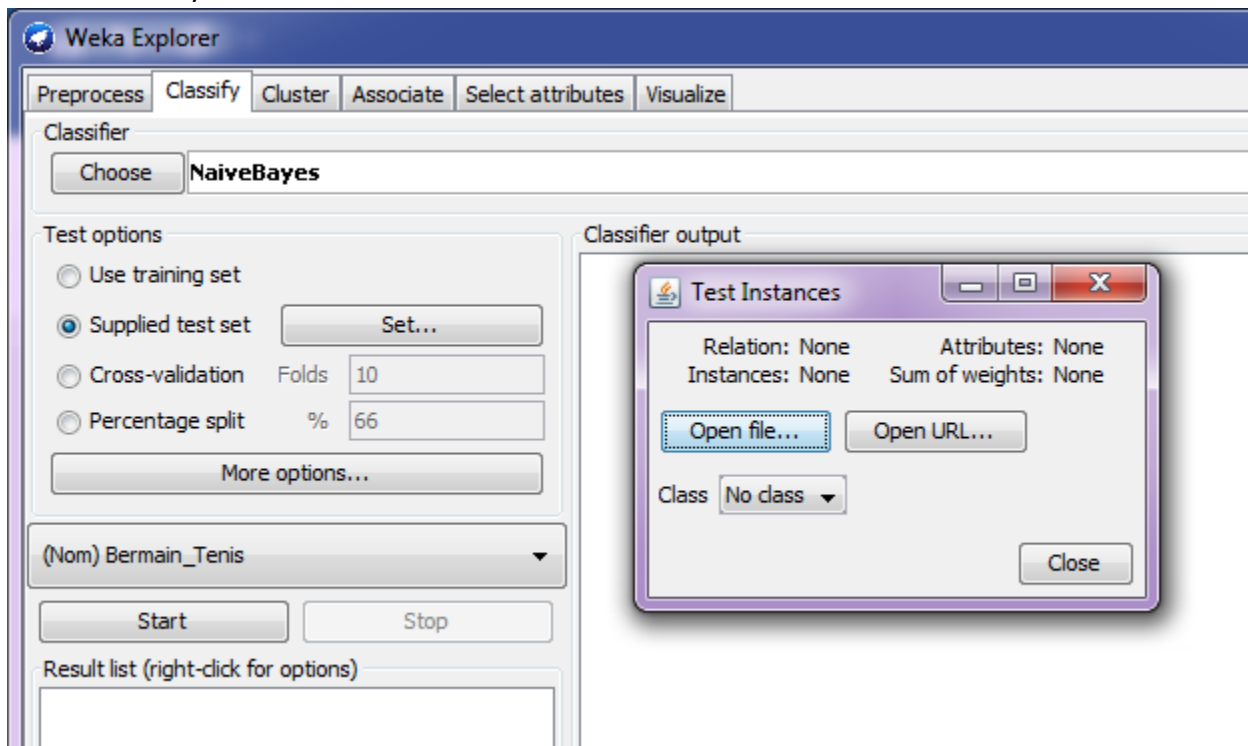 Weka Explorer
Preprocess Classify Cluster Associate Select attributes Visualize
Classifier
Choose NaiveBayes
Test options
Use training set
Supplied test set Set...
Cross-validation Folds 10
Percentage split % 66
More options...
(Nom) Bermain_Tenis
Start Stop
Result list (right-click for options)
Classifier output
Test Instances
Relation: None Attributes: None
Instances: None Sum of weights: None
Open file... Open URL...
Class No class
Close